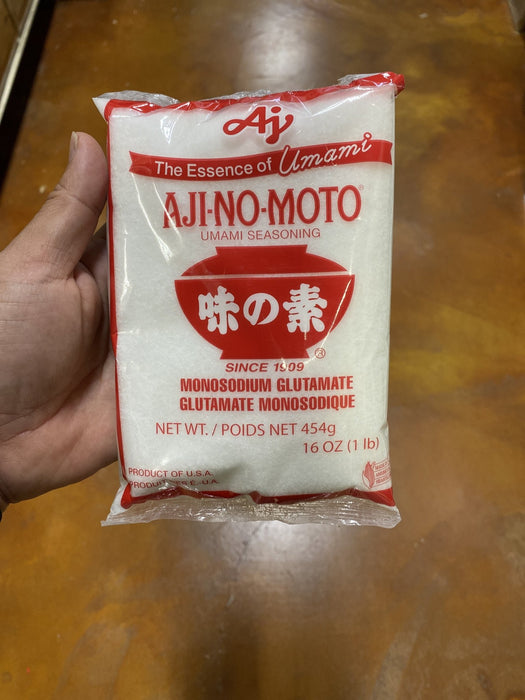 Aj
The Essence of Umami
AJI-NO-MOTO®
UMAMI SEASONING
味の素
®
SINCE 1909
MONOSODIUM GLUTAMATE
GLUTAMATE MONOSODIQUE
NET WT. / POIDS NET 454g
16 OZ (1 lb)
PRODUCT OF U.S.A.